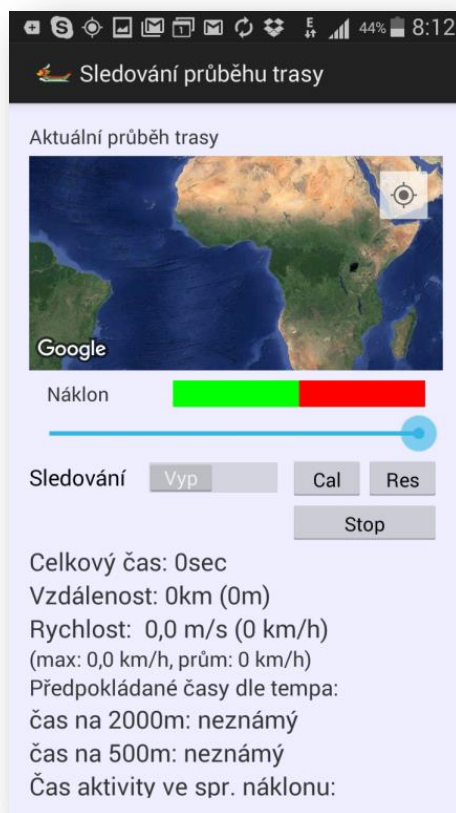 44% 8:12
Sledování průběhu trasy
Aktuální průběh trasy
Google
Náklon
Sledování Vyp Cal Res
Stop
Celkový čas: 0sec
Vzdálenost: 0km (0m)
Rychlost: 0,0 m/s (0 km/h)
(max: 0,0 km/h, prům: 0 km/h)
Předpokládané časy dle tempa:
čas na 2000m: neznámý
čas na 500m: neznámý
Čas aktivity ve spr. náklonu: